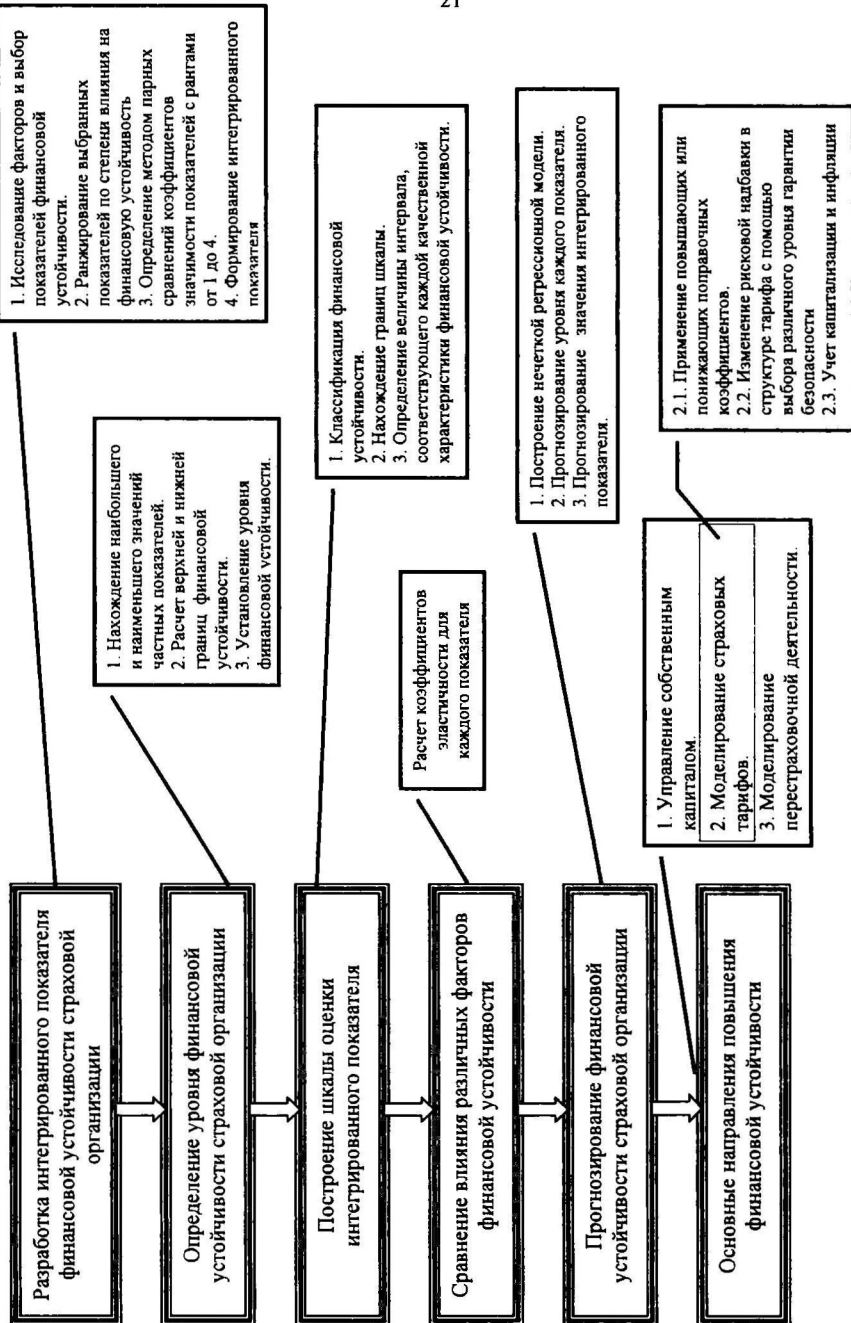 21
Разработка интегрированного показателя
финансовой устойчивости страховой
организации
1. Исследование факторов и выбор
показателей финансовой
устойчивости.
2. Ранжирование выбранных
показателей по степени влияния на
финансовую устойчивость
3. Определение методом парных
сравнений коэффициентов
значимости показателей с рангами
от 1 до 4.
4. Формирование интегрированного
показателя
Определение уровня финансовой
устойчивости страховой организации
1. Нахождение наибольшего
и наименьшего значений
частных показателей.
2. Расчет верхней и нижней
границ финансовой
устойчивости.
3. Установление уровня
финансовой устойчивости.
Построение шкалы оценки
интегрированного показателя
1. Классификация финансовой
устойчивости.
2. Нахождение границ шкалы.
3. Определение величины интервала,
соответствующего каждой качественной
характеристики финансовой устойчивости.
Сравнение влияния различных факторов
финансовой устойчивости
Расчет коэффициентов
эластичности для
каждого показателя
Прогнозирование финансовой
устойчивости страховой организации
1. Построение нечеткой регрессионной модели.
2. Прогнозирование уровня каждого показателя.
3. Прогнозирование значения интегрированного
показателя.
Основные направления повышения
финансовой устойчивости
1. Управление собственным
капиталом.
2. Моделирование страховых
тарифов.
3. Моделирование
перестраховочной деятельности.
2.1. Применение повышающих или
понижающих поправочных
коэффициентов.
2.2. Изменение рисковой надбавки в
структуре тарифа с помощью
выбора различного уровня гарантии
безопасности
2.3. Учет капитализации и инфляции